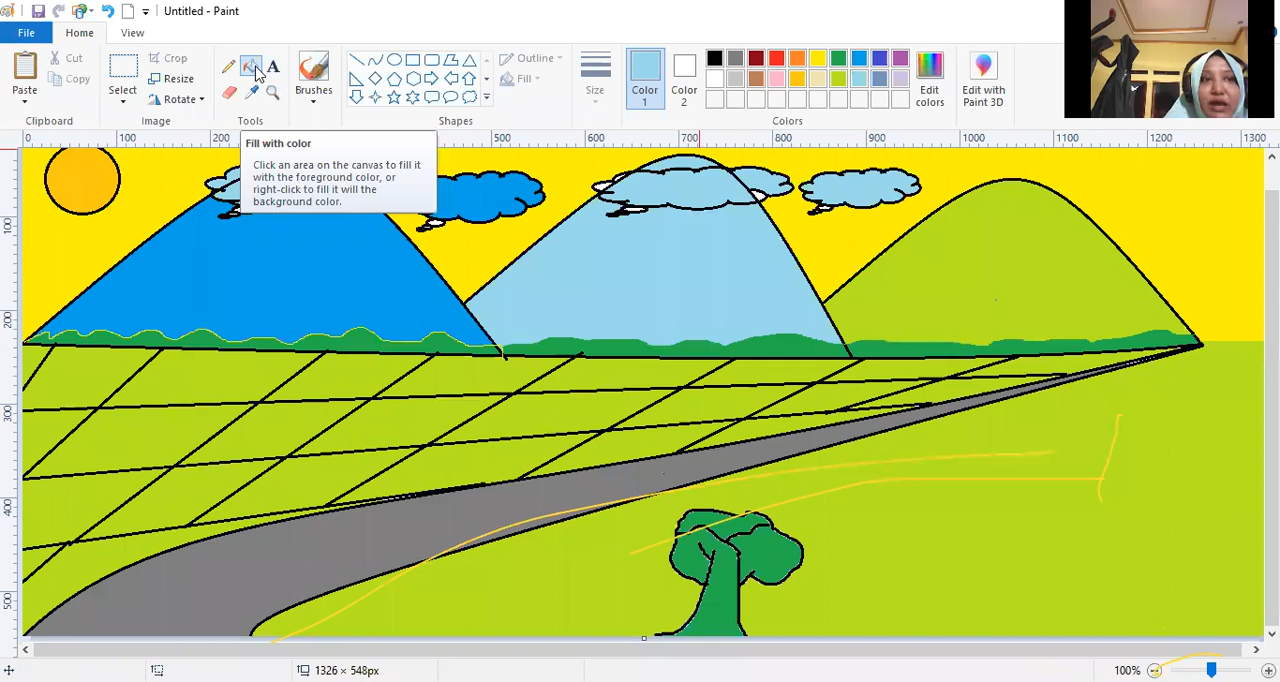 Untitled - Paint
File Home View
Paste
Cut
Copy
Clipboard
Select
Crop
Resize
Rotate
Image
A
Tools
Brushes
Outline
Fill
Shapes
Size
Color 1
Color 2
Edit colors
Edit with Paint 3D
Colors
0 100 200 500 600 700 800 900 1000 1100 1200 1300
100
200
300
400
500
Fill with color
Click an area on the canvas to fill it
with the foreground color, or
right-click to fill it will the
background color.
1326 × 548px
100%